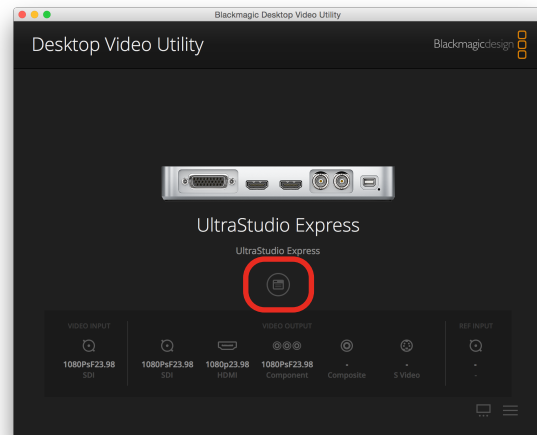 Blackmagic Desktop Video Utility
Desktop Video Utility
Blackmagicdesign
UltraStudio Express
UltraStudio Express
VIDEO INPUT
VIDEO OUTPUT
REF INPUT
1080PsF23.98
1080PsF23.98
1080p23.98
1080PsF23.98
-
-
-
SDI
SDI
HDMI
Component
Composite
S Video
-